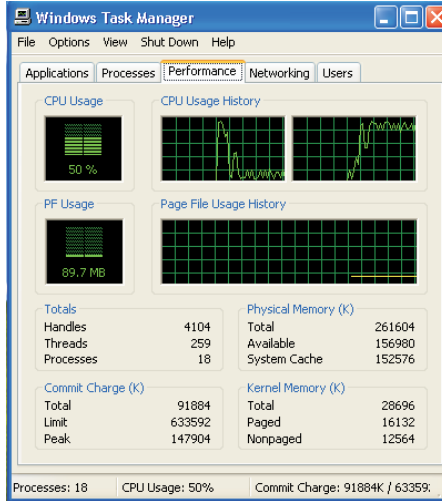 Windows Task Manager
File Options View Shut Down Help
Applications Processes Performance Networking Users
CPU Usage CPU Usage History
50 %
PF Usage Page File Usage History
89.7 MB
Totals Physical Memory (K)
Handles 4104 Total 261604
Threads 259 Available 156980
Processes 18 System Cache 152576
Commit Charge (K) Kernel Memory (K)
Total 91884 Total 28696
Limit 633592 Paged 16132
Peak 147904 Nonpaged 12564
Processes: 18 CPU Usage: 50% Commit Charge: 91884K / 63359